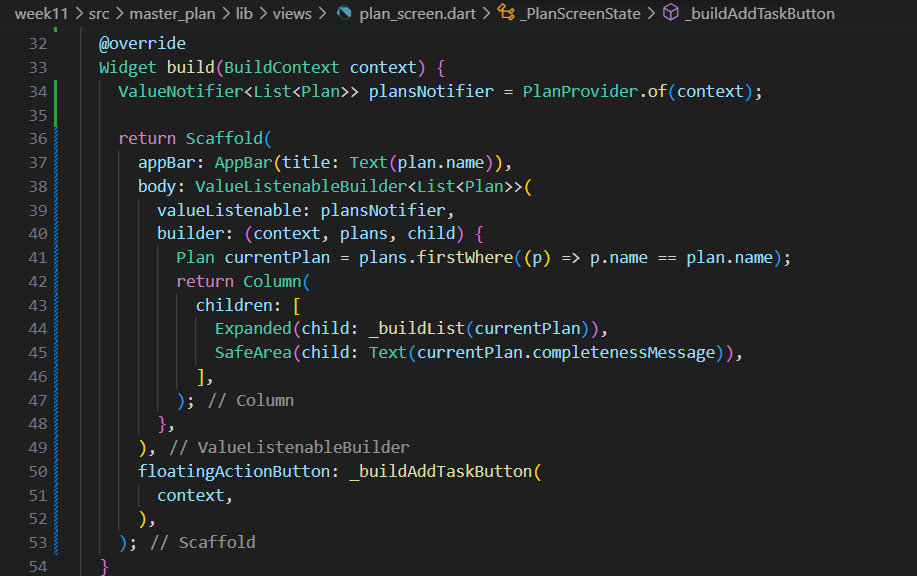 week11 > src > master_plan > lib > views > plan_screen.dart > _PlanScreenState > _buildAddTaskButton
32 @override
33 Widget build(BuildContext context) {
34 ValueNotifier<List<Plan>> plansNotifier = PlanProvider.of(context);
35
36 return Scaffold(
37 appBar: AppBar(title: Text(plan.name)),
38 body: ValueListenableBuilder<List<Plan>>(
39 valueListenable: plansNotifier,
40 builder: (context, plans, child) {
41 Plan currentPlan = plans.firstWhere((p) => p.name == plan.name);
42 return Column(
43 children: [
44 Expanded(child: _buildList(currentPlan)),
45 SafeArea(child: Text(currentPlan.completenessMessage)),
46 ],
47 ); // Column
48 },
49 ), // ValueListenableBuilder
50 floatingActionButton: _buildAddTaskButton(
51 context,
52 ),
53 ); // Scaffold
54 }